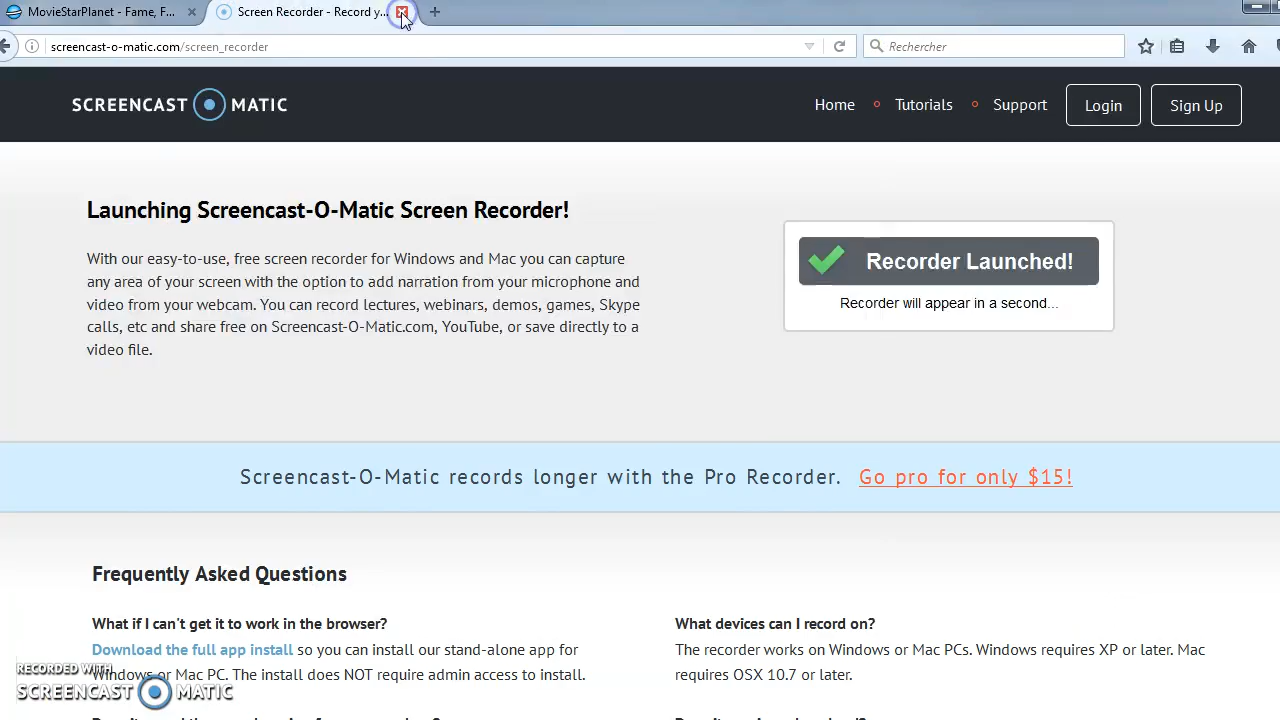 MovieStarPlanet - Fame, F...
Screen Recorder - Record y...
screencast-o-matic.com/screen_recorder
Rechercher
SCREENCAST MATIC
Home
Tutorials
Support
Login
Sign Up
Launching Screencast-O-Matic Screen Recorder!
With our easy-to-use, free screen recorder for Windows and Mac you can capture
any area of your screen with the option to add narration from your microphone and
video from your webcam. You can record lectures, webinars, demos, games, Skype
calls, etc and share free on Screencast-O-Matic.com, YouTube, or save directly to a
video file.
Recorder Launched!
Recorder will appear in a second...
Screencast-O-Matic records longer with the Pro Recorder. Go pro for only $15!
Frequently Asked Questions
What if I can't get it to work in the browser?
Download the full app install so you can install our stand-alone app for
Windows or Mac PC. The install does NOT require admin access to install.
What devices can I record on?
The recorder works on Windows or Mac PCs. Windows requires XP or later. Mac
requires OSX 10.7 or later.
RECORDED WITH
SCREENCAST MATIC